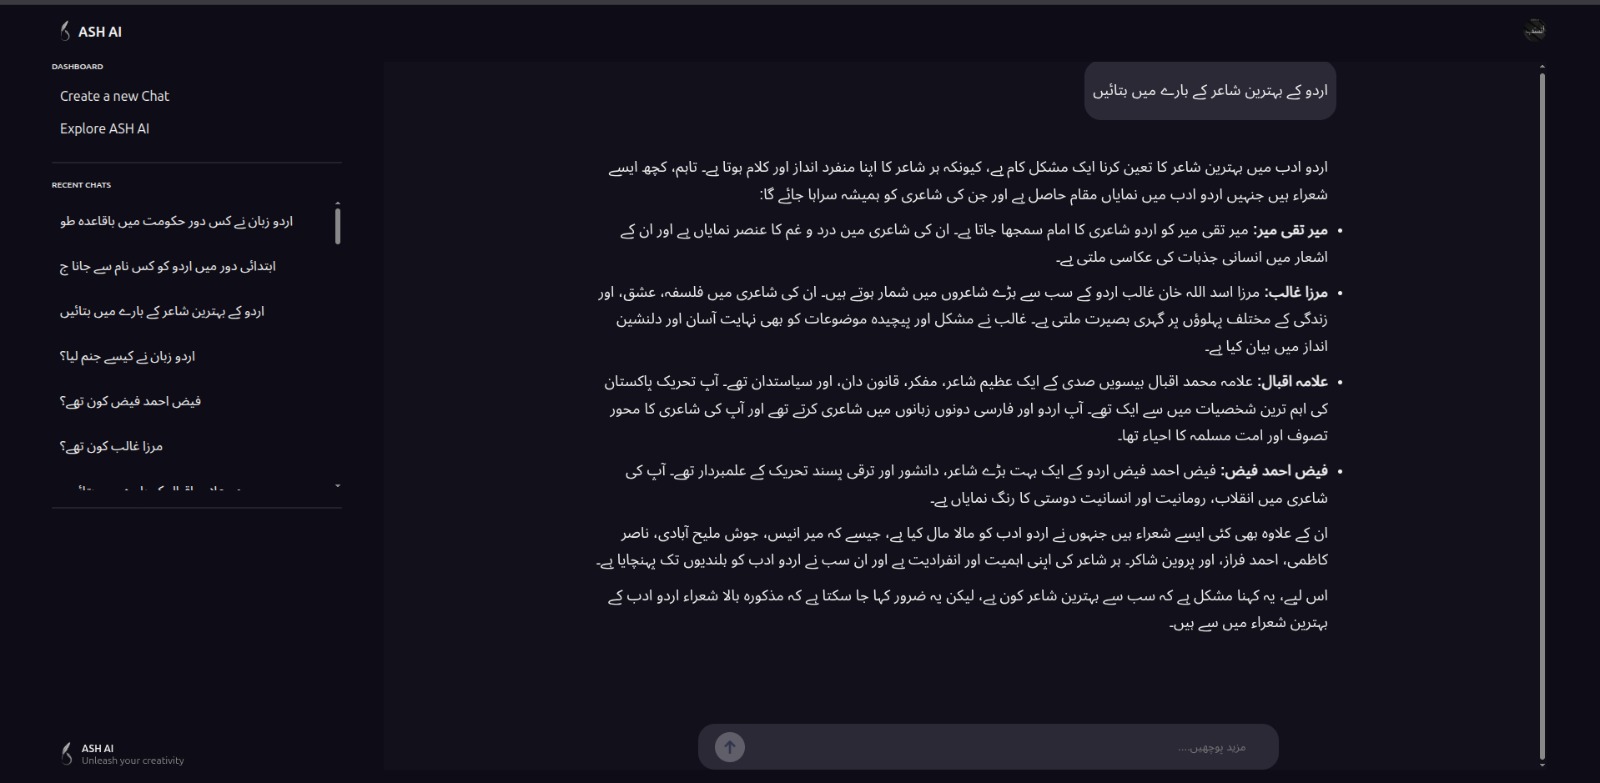 ASH AI
DASHBOARD
Create a new Chat
Explore ASH AI
RECENT CHATS
اردو زبان نے کس دور حکومت میں باقاعدہ طو
ابتدائی دور میں اردو کو کس نام سے جانا ج
اردو کے بہترین شاعر کے بارے میں بتائیں
اردو زبان نے کیسے جنم لیا؟
فیض احمد فیض کون تھے؟
مرزا غالب کون تھے؟
ASH AI
Unleash your creativity
اردو کے بہترین شاعر کے بارے میں بتائیں
اردو ادب میں بہترین شاعر کا تعین کرنا ایک مشکل کام ہے، کیونکہ ہر شاعر کا اپنا منفرد انداز اور کلام ہوتا ہے۔ تاہم، کچھ ایسے
شعراء ہیں جنہیں اردو ادب میں نمایاں مقام حاصل ہے اور جن کی شاعری کو ہمیشہ سراہا جائے گا:
• میر تقی میر: میر تقی میر کو اردو شاعری کا امام سمجھا جاتا ہے۔ ان کی شاعری میں درد و غم کا عنصر نمایاں ہے اور ان کے
اشعار میں انسانی جذبات کی عکاسی ملتی ہے۔
• مرزا غالب: مرزا اسد اللہ خان غالب اردو کے سب سے بڑے شاعروں میں شمار ہوتے ہیں۔ ان کی شاعری میں فلسفہ، عشق، اور
زندگی کے مختلف پہلوؤں پر گہری بصیرت ملتی ہے۔ غالب نے مشکل اور پیچیدہ موضوعات کو بھی نہایت آسان اور دلنشین
انداز میں بیان کیا ہے۔
• علامہ اقبال: علامہ محمد اقبال بیسویں صدی کے ایک عظیم شاعر، مفکر، قانون دان، اور سیاستدان تھے۔ آپ تحریک پاکستان
کی اہم ترین شخصیات میں سے ایک تھے۔ آپ اردو اور فارسی دونوں زبانوں میں شاعری کرتے تھے اور آپ کی شاعری کا محور
تصوف اور امت مسلمہ کا احیاء تھا۔
• فیض احمد فیض: فیض احمد فیض اردو کے ایک بہت بڑے شاعر، دانشور اور ترقی پسند تحریک کے علمبردار تھے۔ آپ کی
شاعری میں انقلاب، رومانیت اور انسانیت دوستی کا رنگ نمایاں ہے۔
ان کے علاوہ بھی کئی ایسے شعراء ہیں جنہوں نے اردو ادب کو مالا مال کیا ہے، جیسے کہ میر انیس، جوش ملیح آبادی، ناصر
کاظمی، احمد فراز، اور پروین شاکر۔ ہر شاعر کی اپنی اہمیت اور انفرادیت ہے اور ان سب نے اردو ادب کو بلندیوں تک پہنچایا ہے۔
اس لیے، یہ کہنا مشکل ہے کہ سب سے بہترین شاعر کون ہے، لیکن یہ ضرور کہا جا سکتا ہے کہ مذکورہ بالا شعراء اردو ادب کے
بہترین شعراء میں سے ہیں۔
مزید پوچھیں....